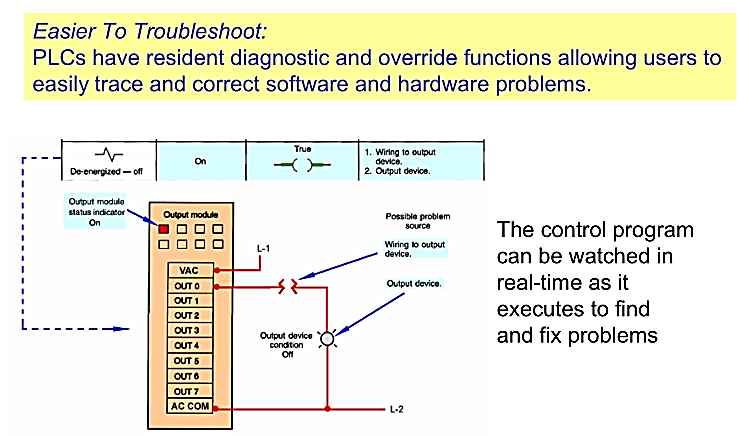 Easier To Troubleshoot:
PLCs have resident diagnostic and override functions allowing users to
easily trace and correct software and hardware problems.
De-energized — off
On
True
1. Wiring to output
device.
2. Output device.
Output module
status indicator
On
Output module
L-1
VAC
OUT 0
OUT 1
OUT 2
OUT 3
OUT 4
OUT 5
OUT 6
OUT 7
AC COM
Possible problem
source
Wiring to output
device.
Output device.
Output device
condition
Off
L-2
The control program
can be watched in
real-time as it
executes to find
and fix problems